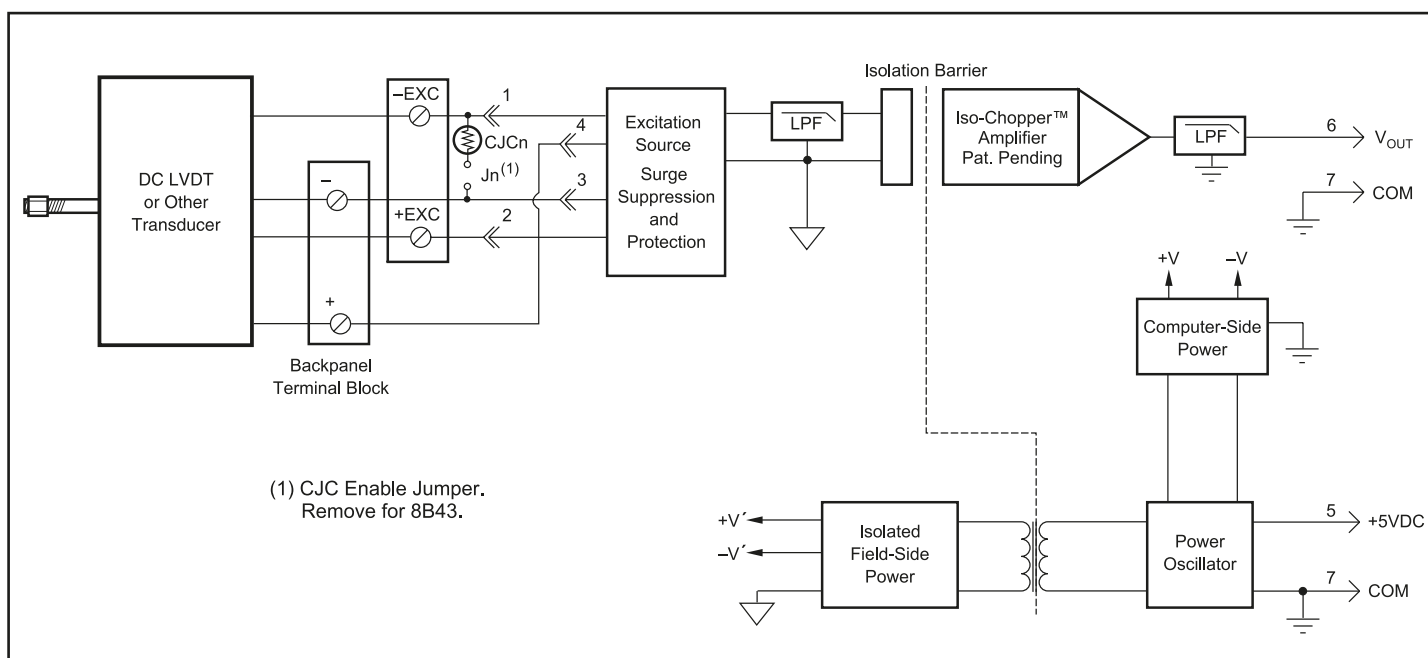 Isolation Barrier
DC LVDT
or Other
Transducer
–EXC
1
4
CJCn
Jn(1)
–
3
+EXC
2
+
Backpanel
Terminal Block
Excitation
Source
Surge
Suppression
and
Protection
LPF
Iso-Chopper™
Amplifier
Pat. Pending
LPF
6
VOUT
7
COM
+V
–V
Computer-Side
Power
(1) CJC Enable Jumper.
Remove for 8B43.
+V´
–V´
Isolated
Field-Side
Power
Power
Oscillator
5
+5VDC
7
COM